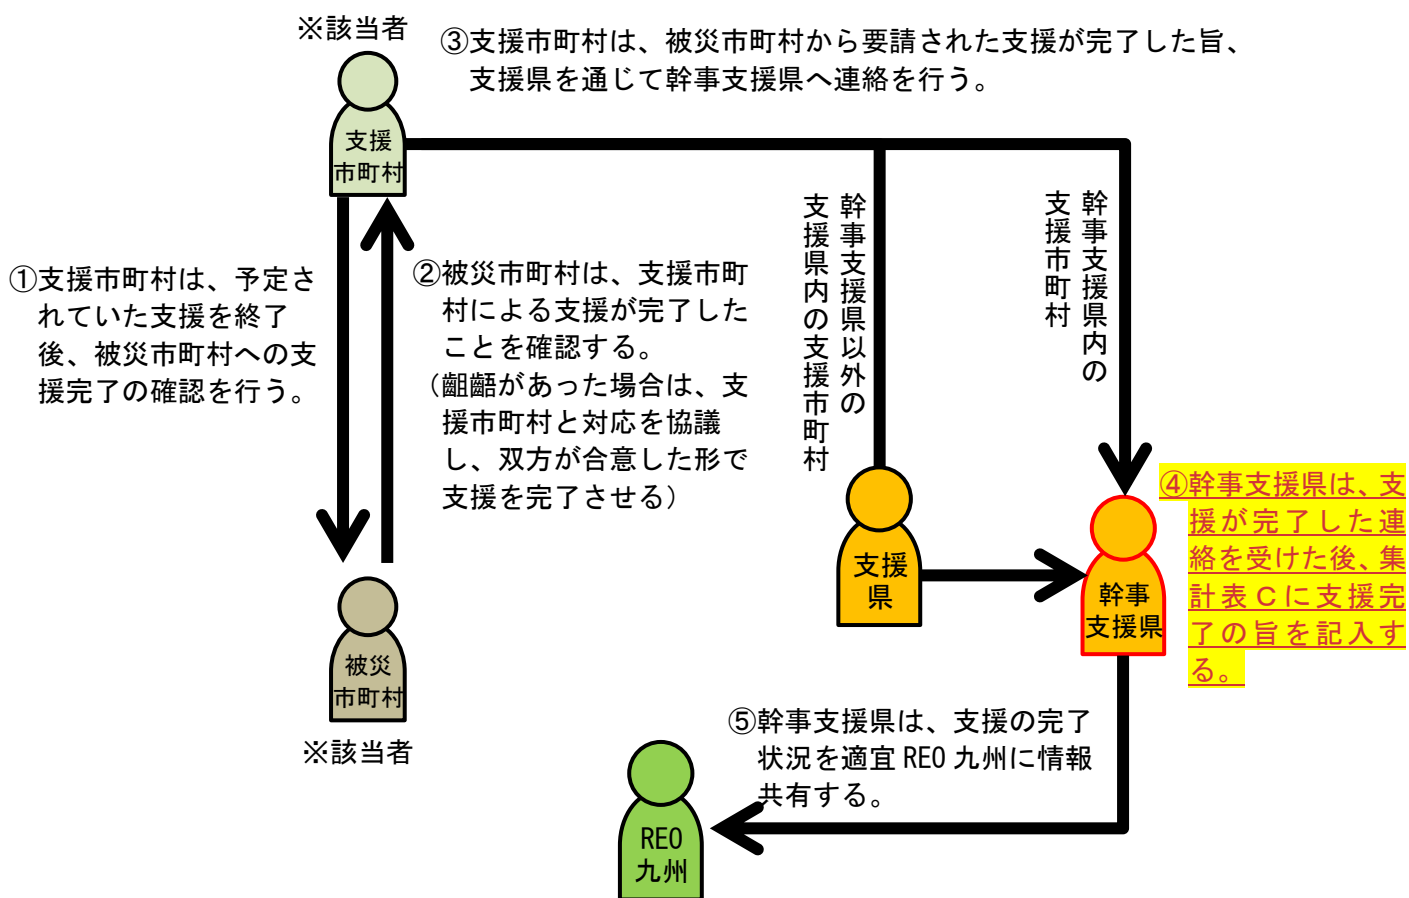 ※該当者
③支援市町村は、被災市町村から要請された支援が完了した旨、
支援県を通じて幹事支援県へ連絡を行う。
支援
市町村
①支援市町村は、予定さ
れていた支援を終了
後、被災市町村への支
援完了の確認を行う。
②被災市町村は、支援市町
村による支援が完了した
ことを確認する。
（齟齬があった場合は、支
援市町村と対応を協議
し、双方が合意した形で
支援を完了させる）
幹事支援県以外の
支援県内の支援市町村
幹事支援県内の
支援市町村
支援
県
幹事
支援県
④幹事支援県は、支
援が完了した連
絡を受けた後、集
計表Ｃに支援完
了の旨を記入す
る。
被災
市町村
※該当者
⑤幹事支援県は、支援の完了
状況を適宜 REO 九州に情報
共有する。
REO
九州